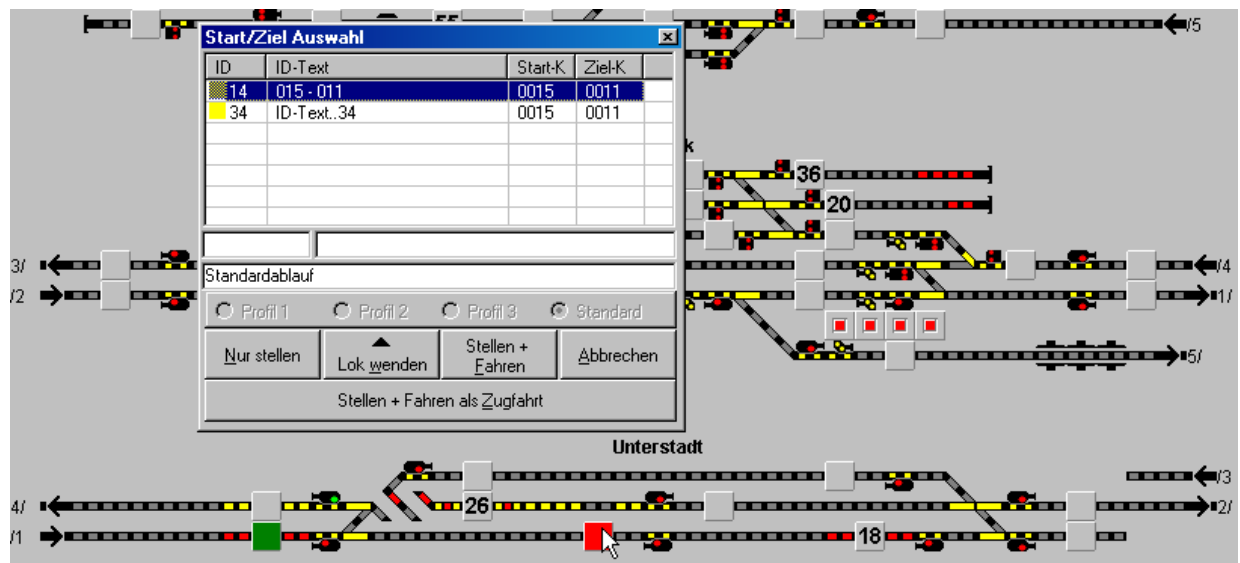 /5
Start/Ziel Auswahl
ID ID-Text Start-K Ziel-K
14 015 - 011 0015 0011
34 ID-Text..34 0015 0011
k
36
20
3/
/4
Standardablauf
/2
1/
Profil 1 Profil 2 Profil 3 Standard
Nur stellen
Lok wenden
Stellen +
Fahren
Abbrechen
5/
Stellen + Fahren als Zugfahrt
Unterstadt
/3
4/
26
2/
/1
18